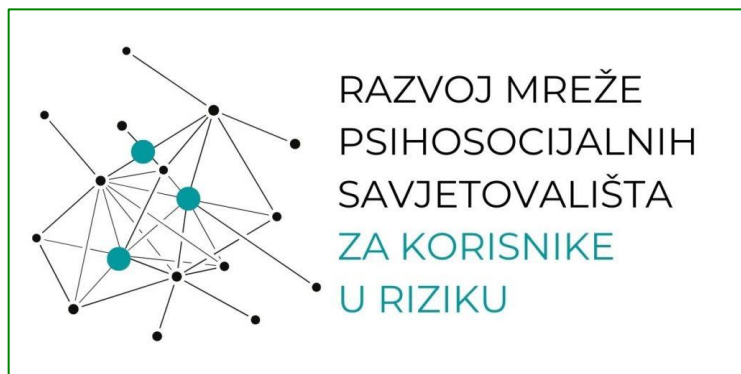 RAZVOJ MREŽE
PSIHOSOCIJALNIH
SAVJETOVALIŠTA
ZA KORISNIKE
U RIZIKU